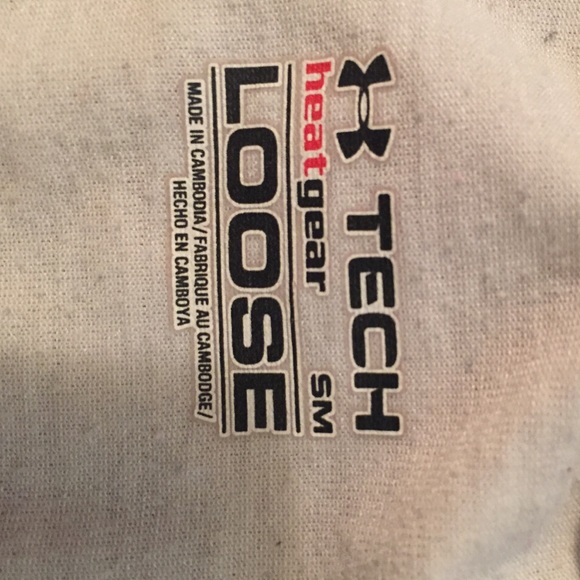 TECH
heatgear SM
LOOSE
MADE IN CAMBODIA/FABRIQUE AU CAMBODGE/
HECHO EN CAMBOYA